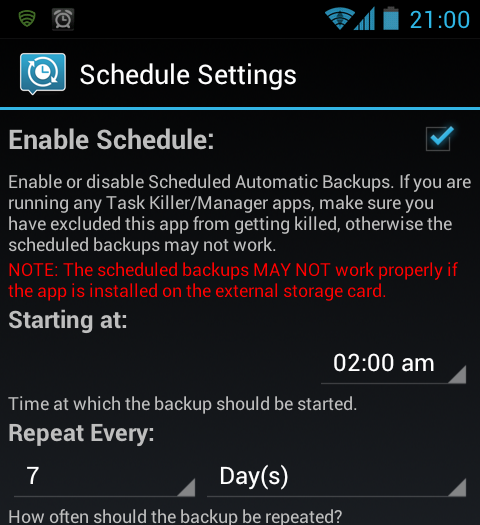 21:00
Schedule Settings
Enable Schedule:
Enable or disable Scheduled Automatic Backups. If you are
running any Task Killer/Manager apps, make sure you
have excluded this app from getting killed, otherwise the
scheduled backups may not work.
NOTE: The scheduled backups MAY NOT work properly if
the app is installed on the external storage card.
Starting at:
02:00 am
Time at which the backup should be started.
Repeat Every:
7 Day(s)
How often should the backup be repeated?